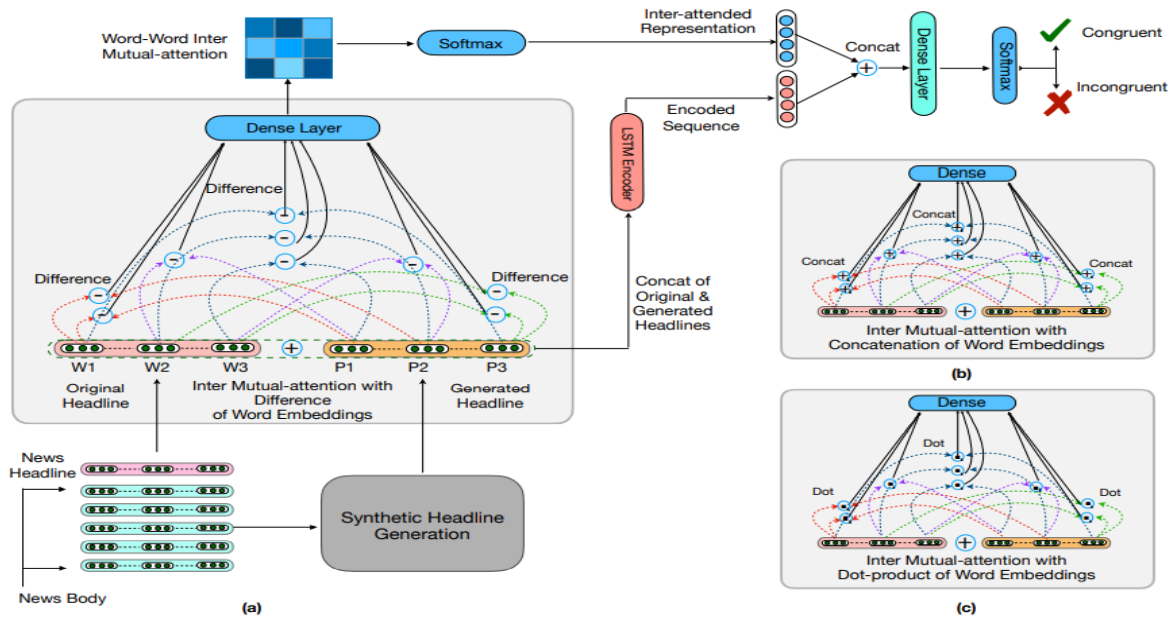 Word-Word Inter
Mutual-attention
Softmax
Inter-attended
Representation
Concat
Dense Layer
Softmax
Congruent
Incongruent
Encoded
Sequence
LSTM Encoder
Dense Layer
Difference
Difference
Difference
W1
W2
W3
P1
P2
P3
Original
Headline
Inter Mutual-attention with
Difference
of Word Embeddings
Generated
Headline
Concat of
Original &
Generated
Headlines
News
Headline
News Body
Synthetic Headline
Generation
(a)
Dense
Concat
Concat
Concat
Inter Mutual-attention with
Concatenation of Word Embeddings
(b)
Dense
Dot
Dot
Dot
Inter Mutual-attention with
Dot-product of Word Embeddings
(c)